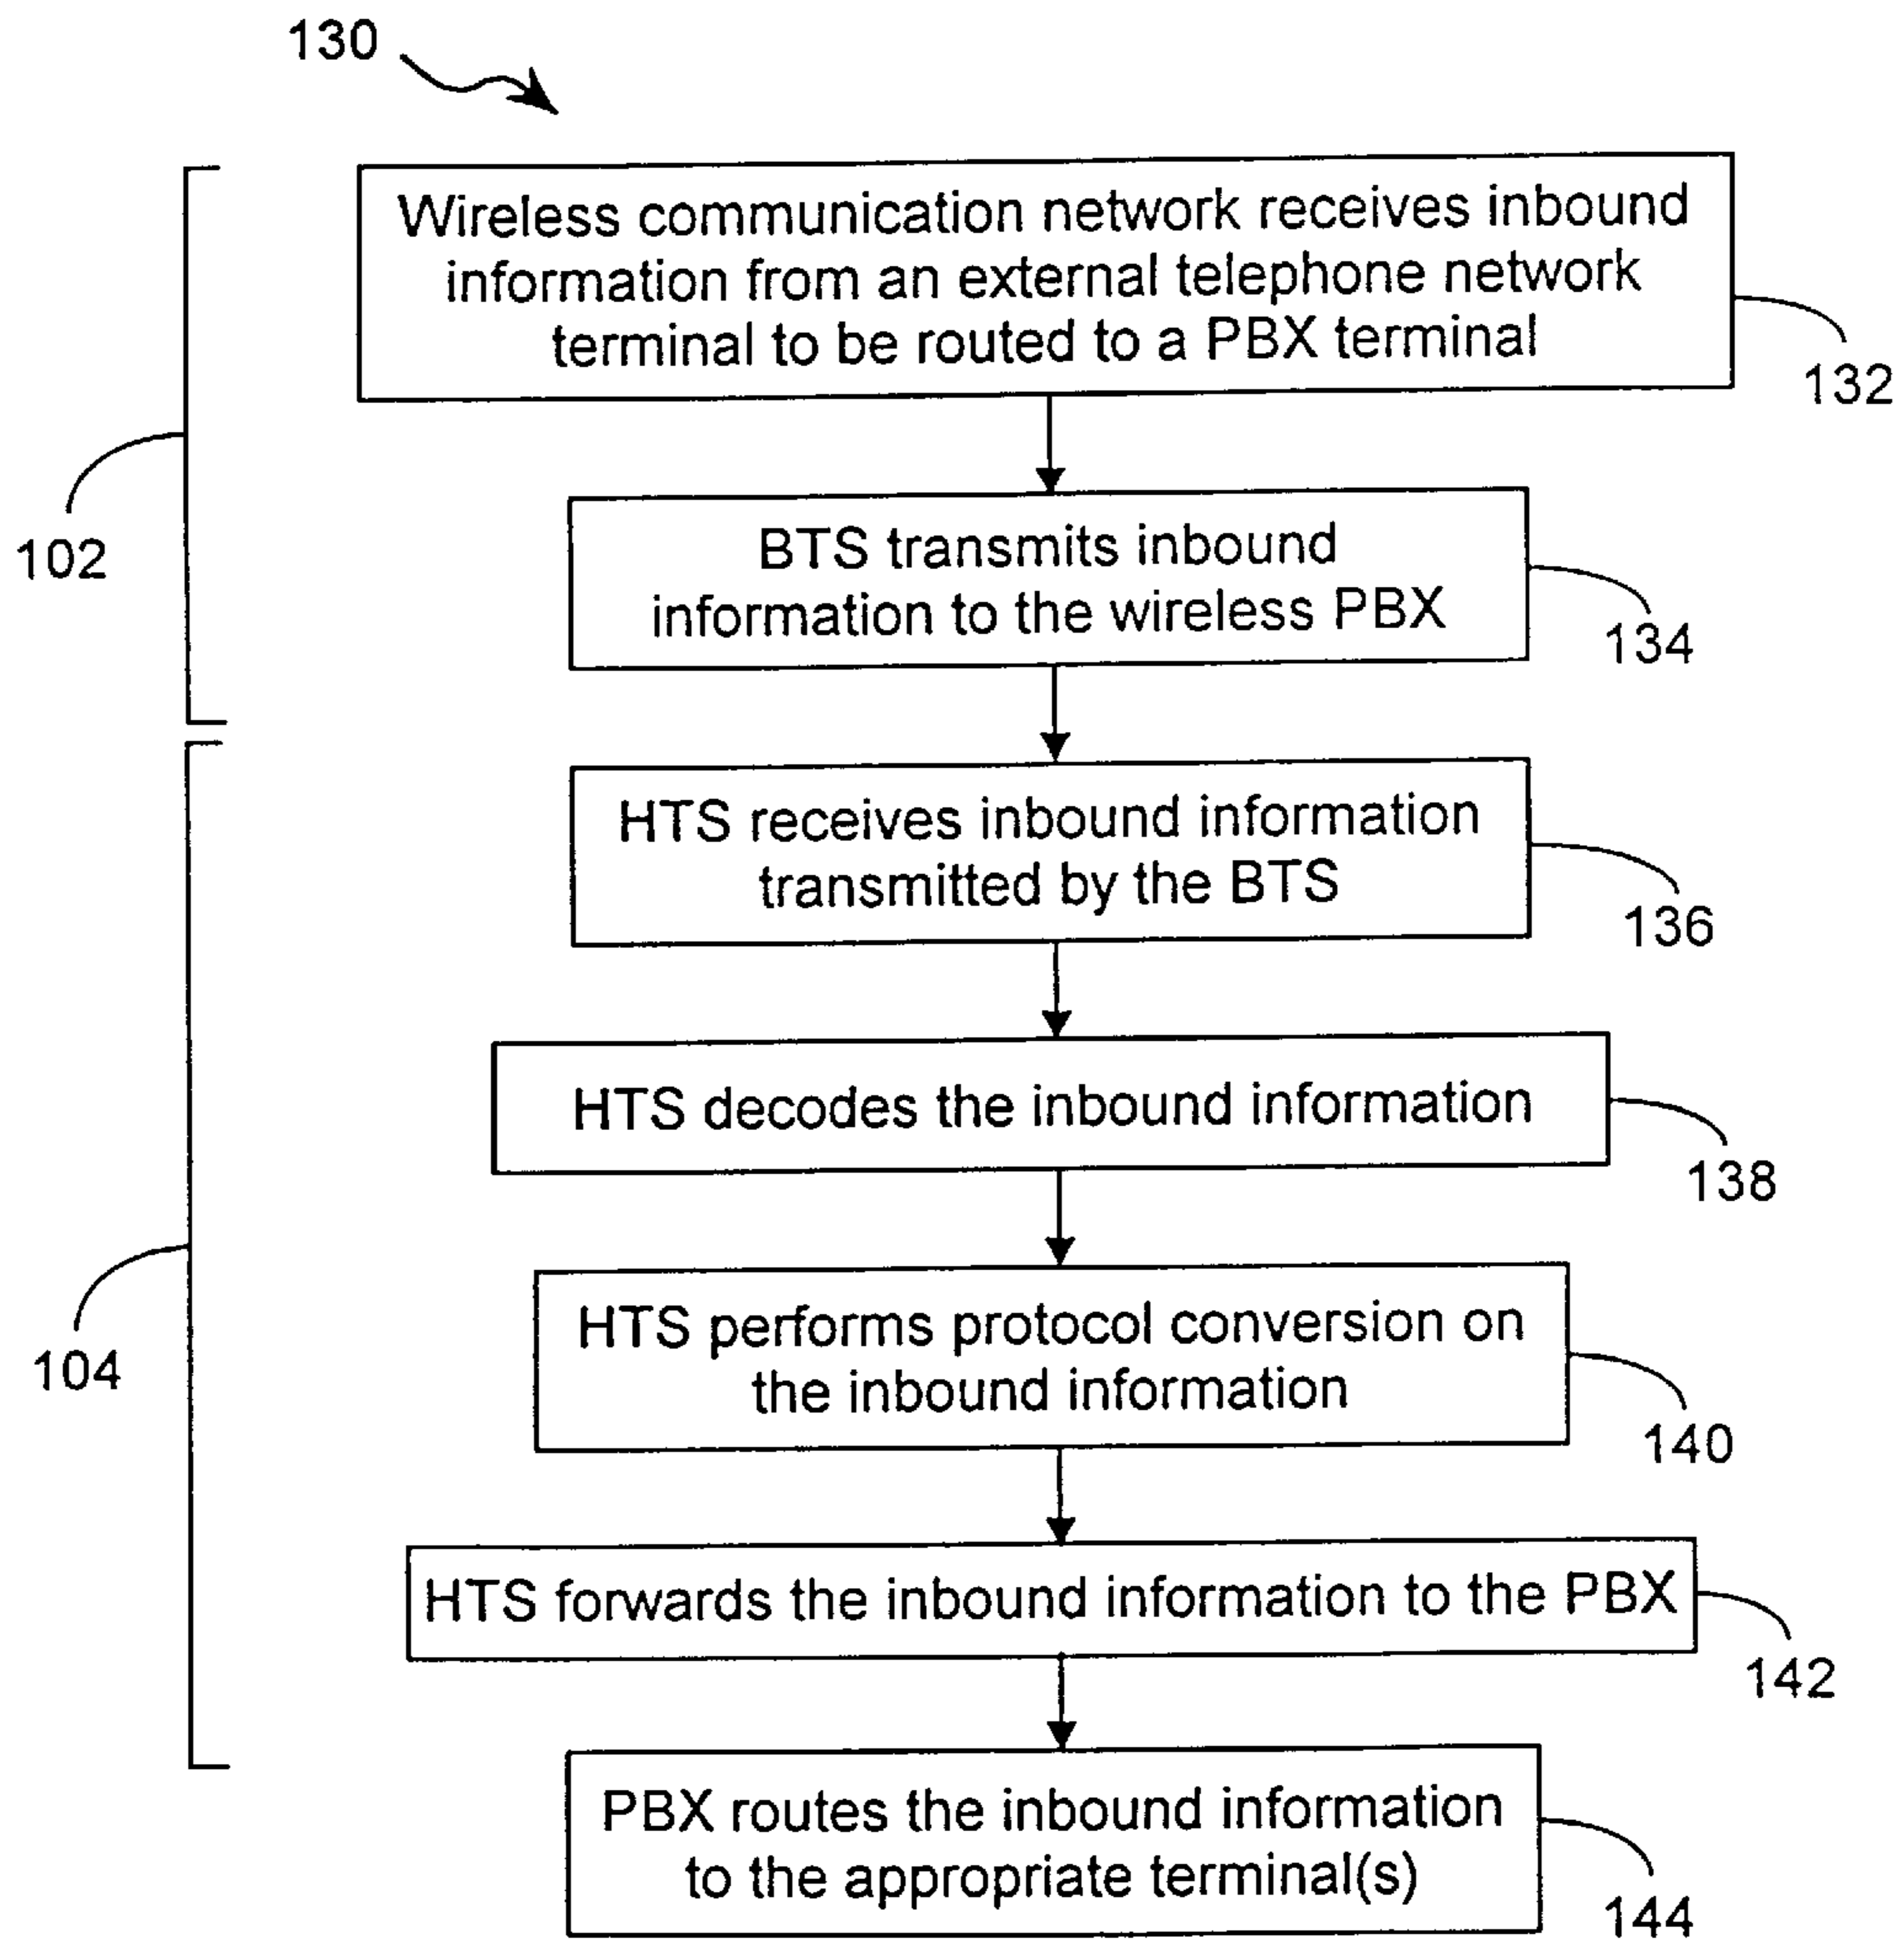 130
Wireless communication network receives inbound
information from an external telephone network
terminal to be routed to a PBX terminal
132
BTS transmits inbound
information to the wireless PBX
134
102
HTS receives inbound information
transmitted by the BTS
136
HTS decodes the inbound information
138
HTS performs protocol conversion on
the inbound information
140
104
HTS forwards the inbound information to the PBX
142
PBX routes the inbound information
to the appropriate terminal(s)
144